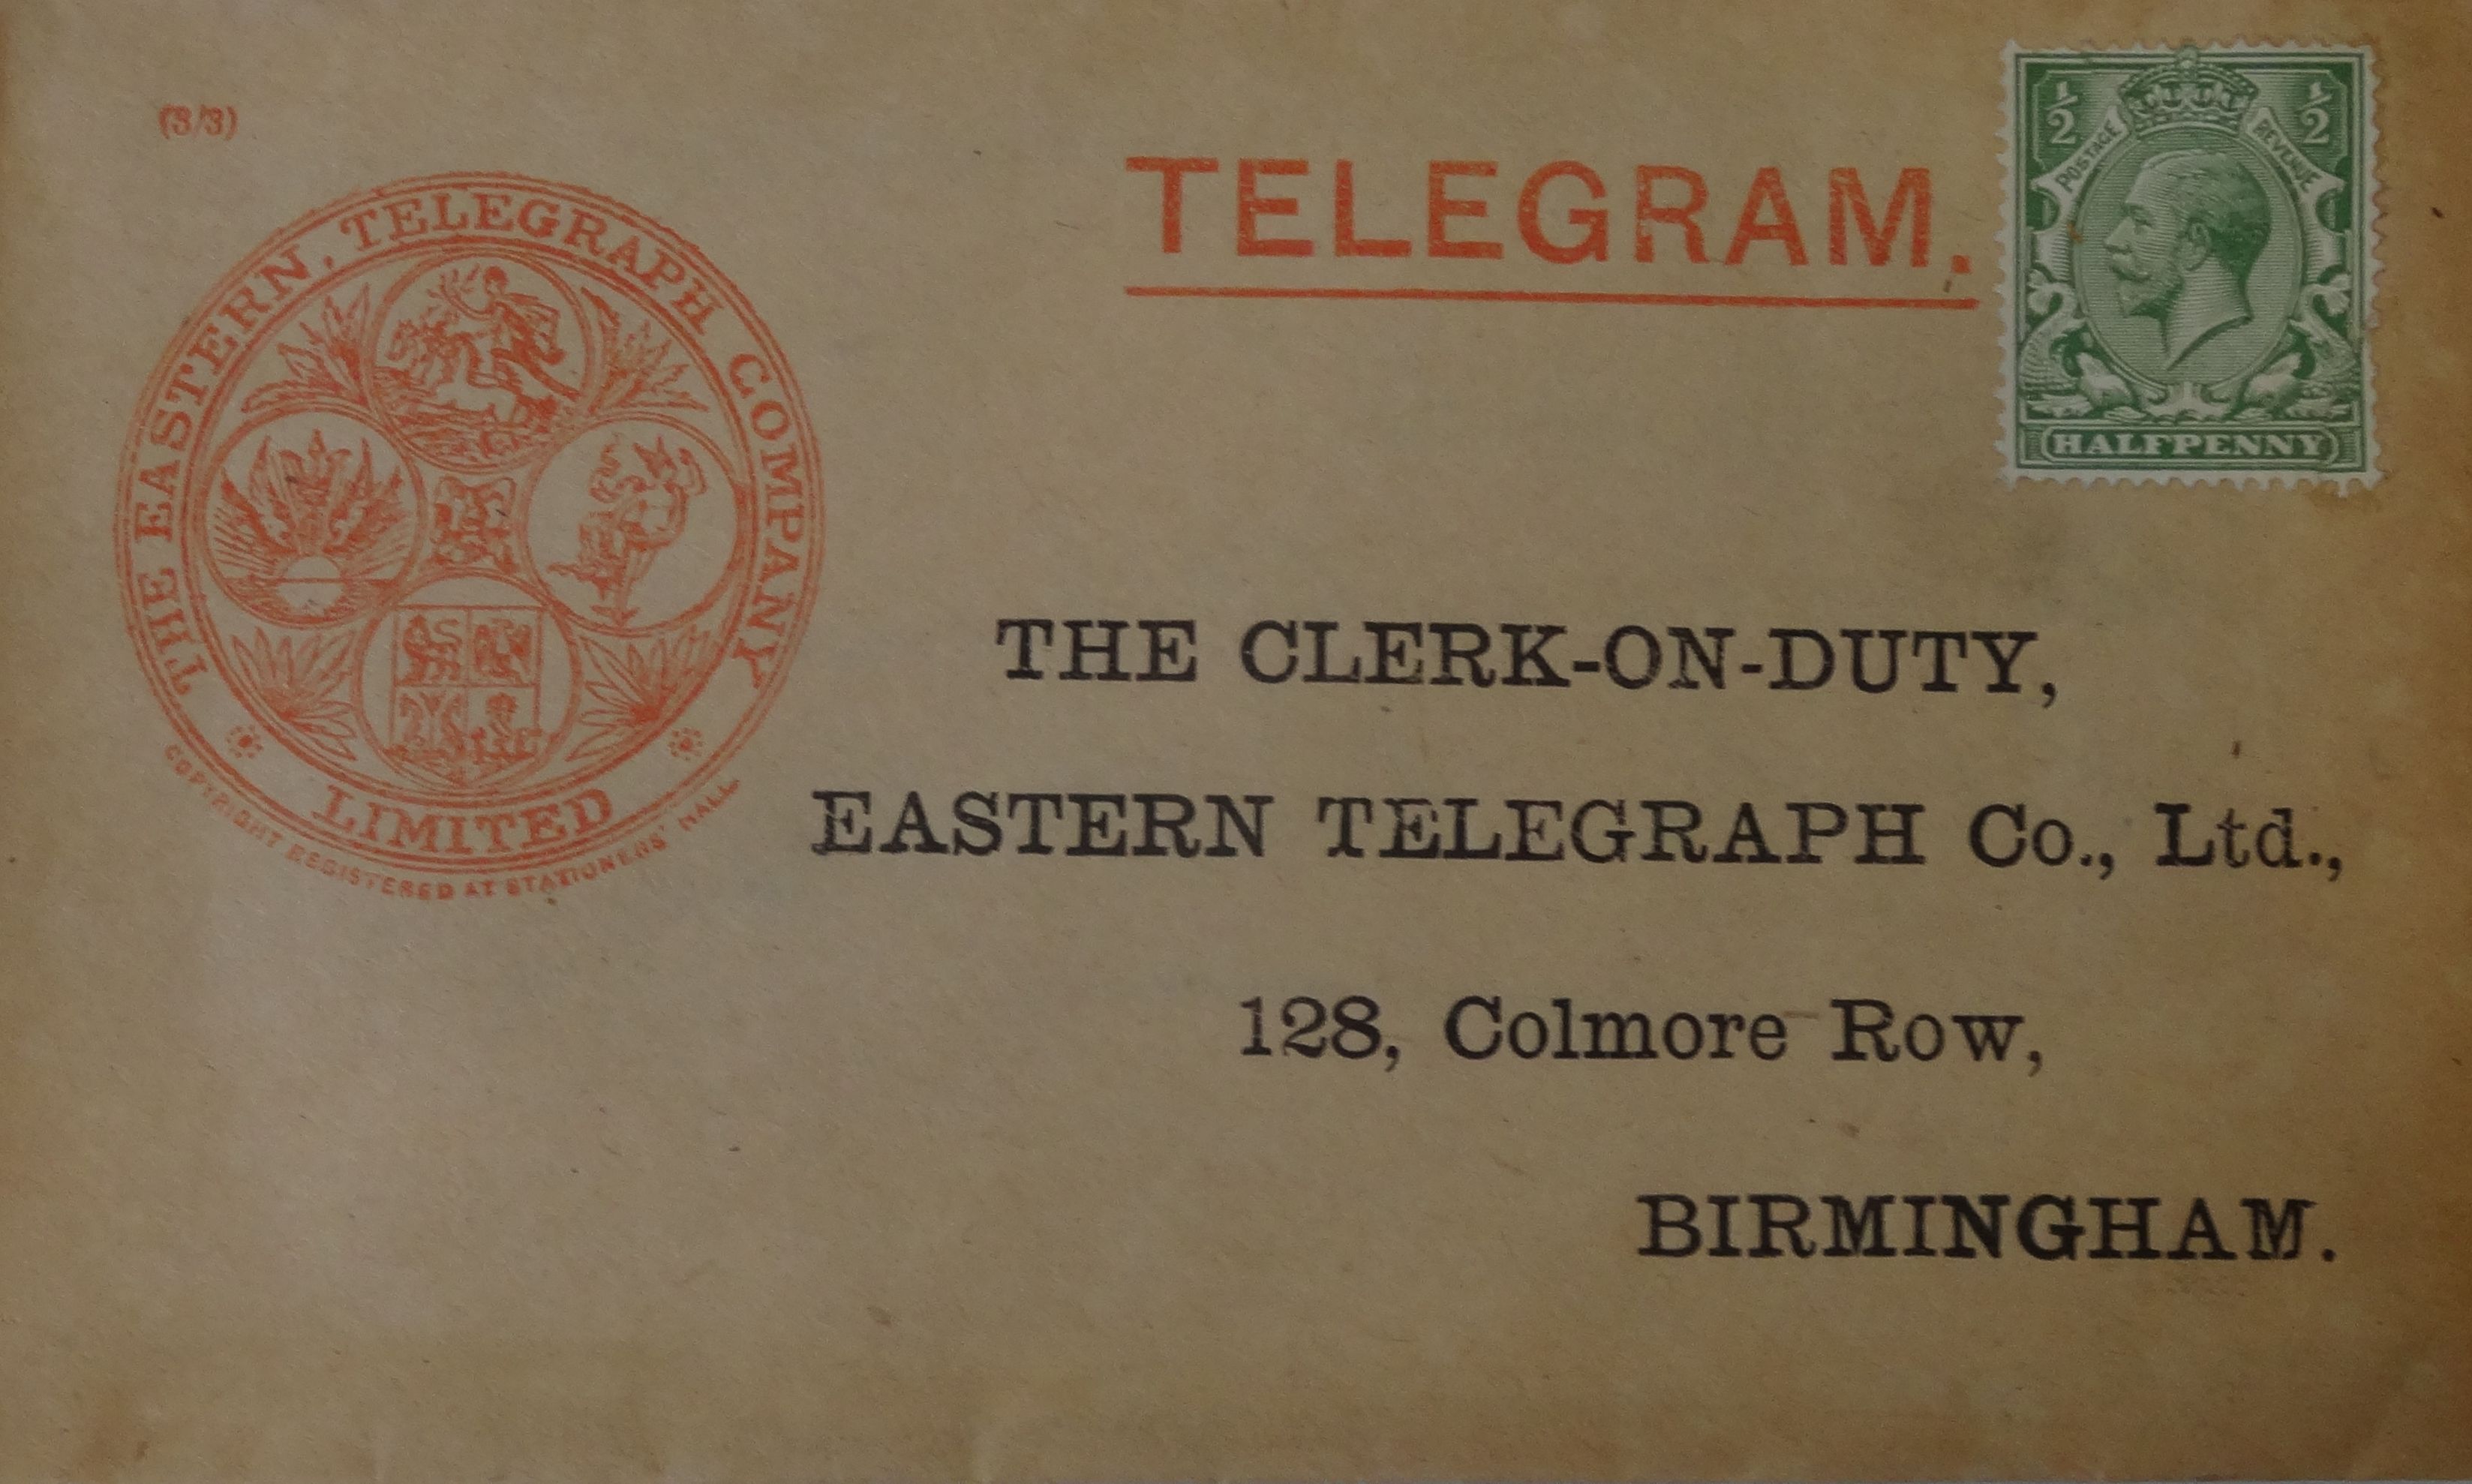 (3/3)
THE EASTERN TELEGRAPH COMPANY
LIMITED
COPYRIGHT REGISTERED AT STATIONERS' HALL
TELEGRAM.
1/2 1/2
POSTAGE REVENUE
HALFPENNY
THE CLERK-ON-DUTY,
EASTERN TELEGRAPH Co., Ltd.,
128, Colmore Row,
BIRMINGHAM.